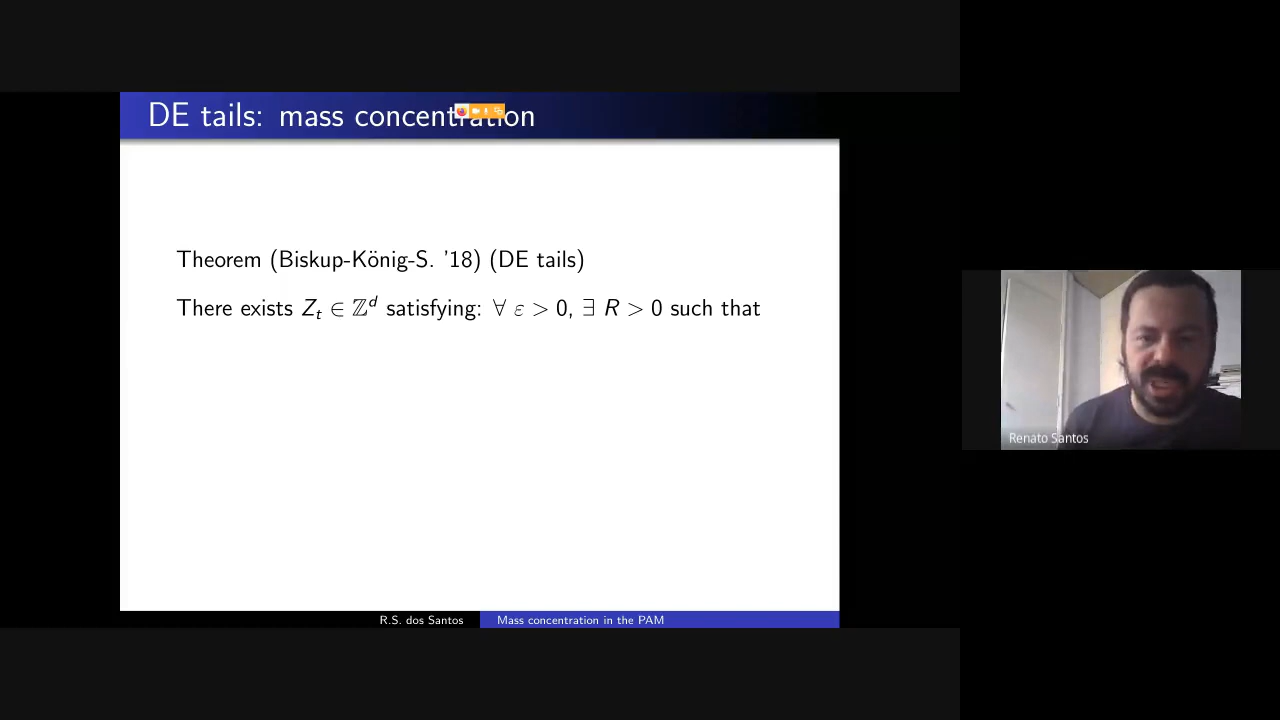 DE tails: mass concentration
Theorem (Biskup-König-S. '18) (DE tails)
There exists Z_t ∈ ℤ^d satisfying: ∀ ε > 0, ∃ R > 0 such that
Renato Santos
R.S. dos Santos
Mass concentration in the PAM